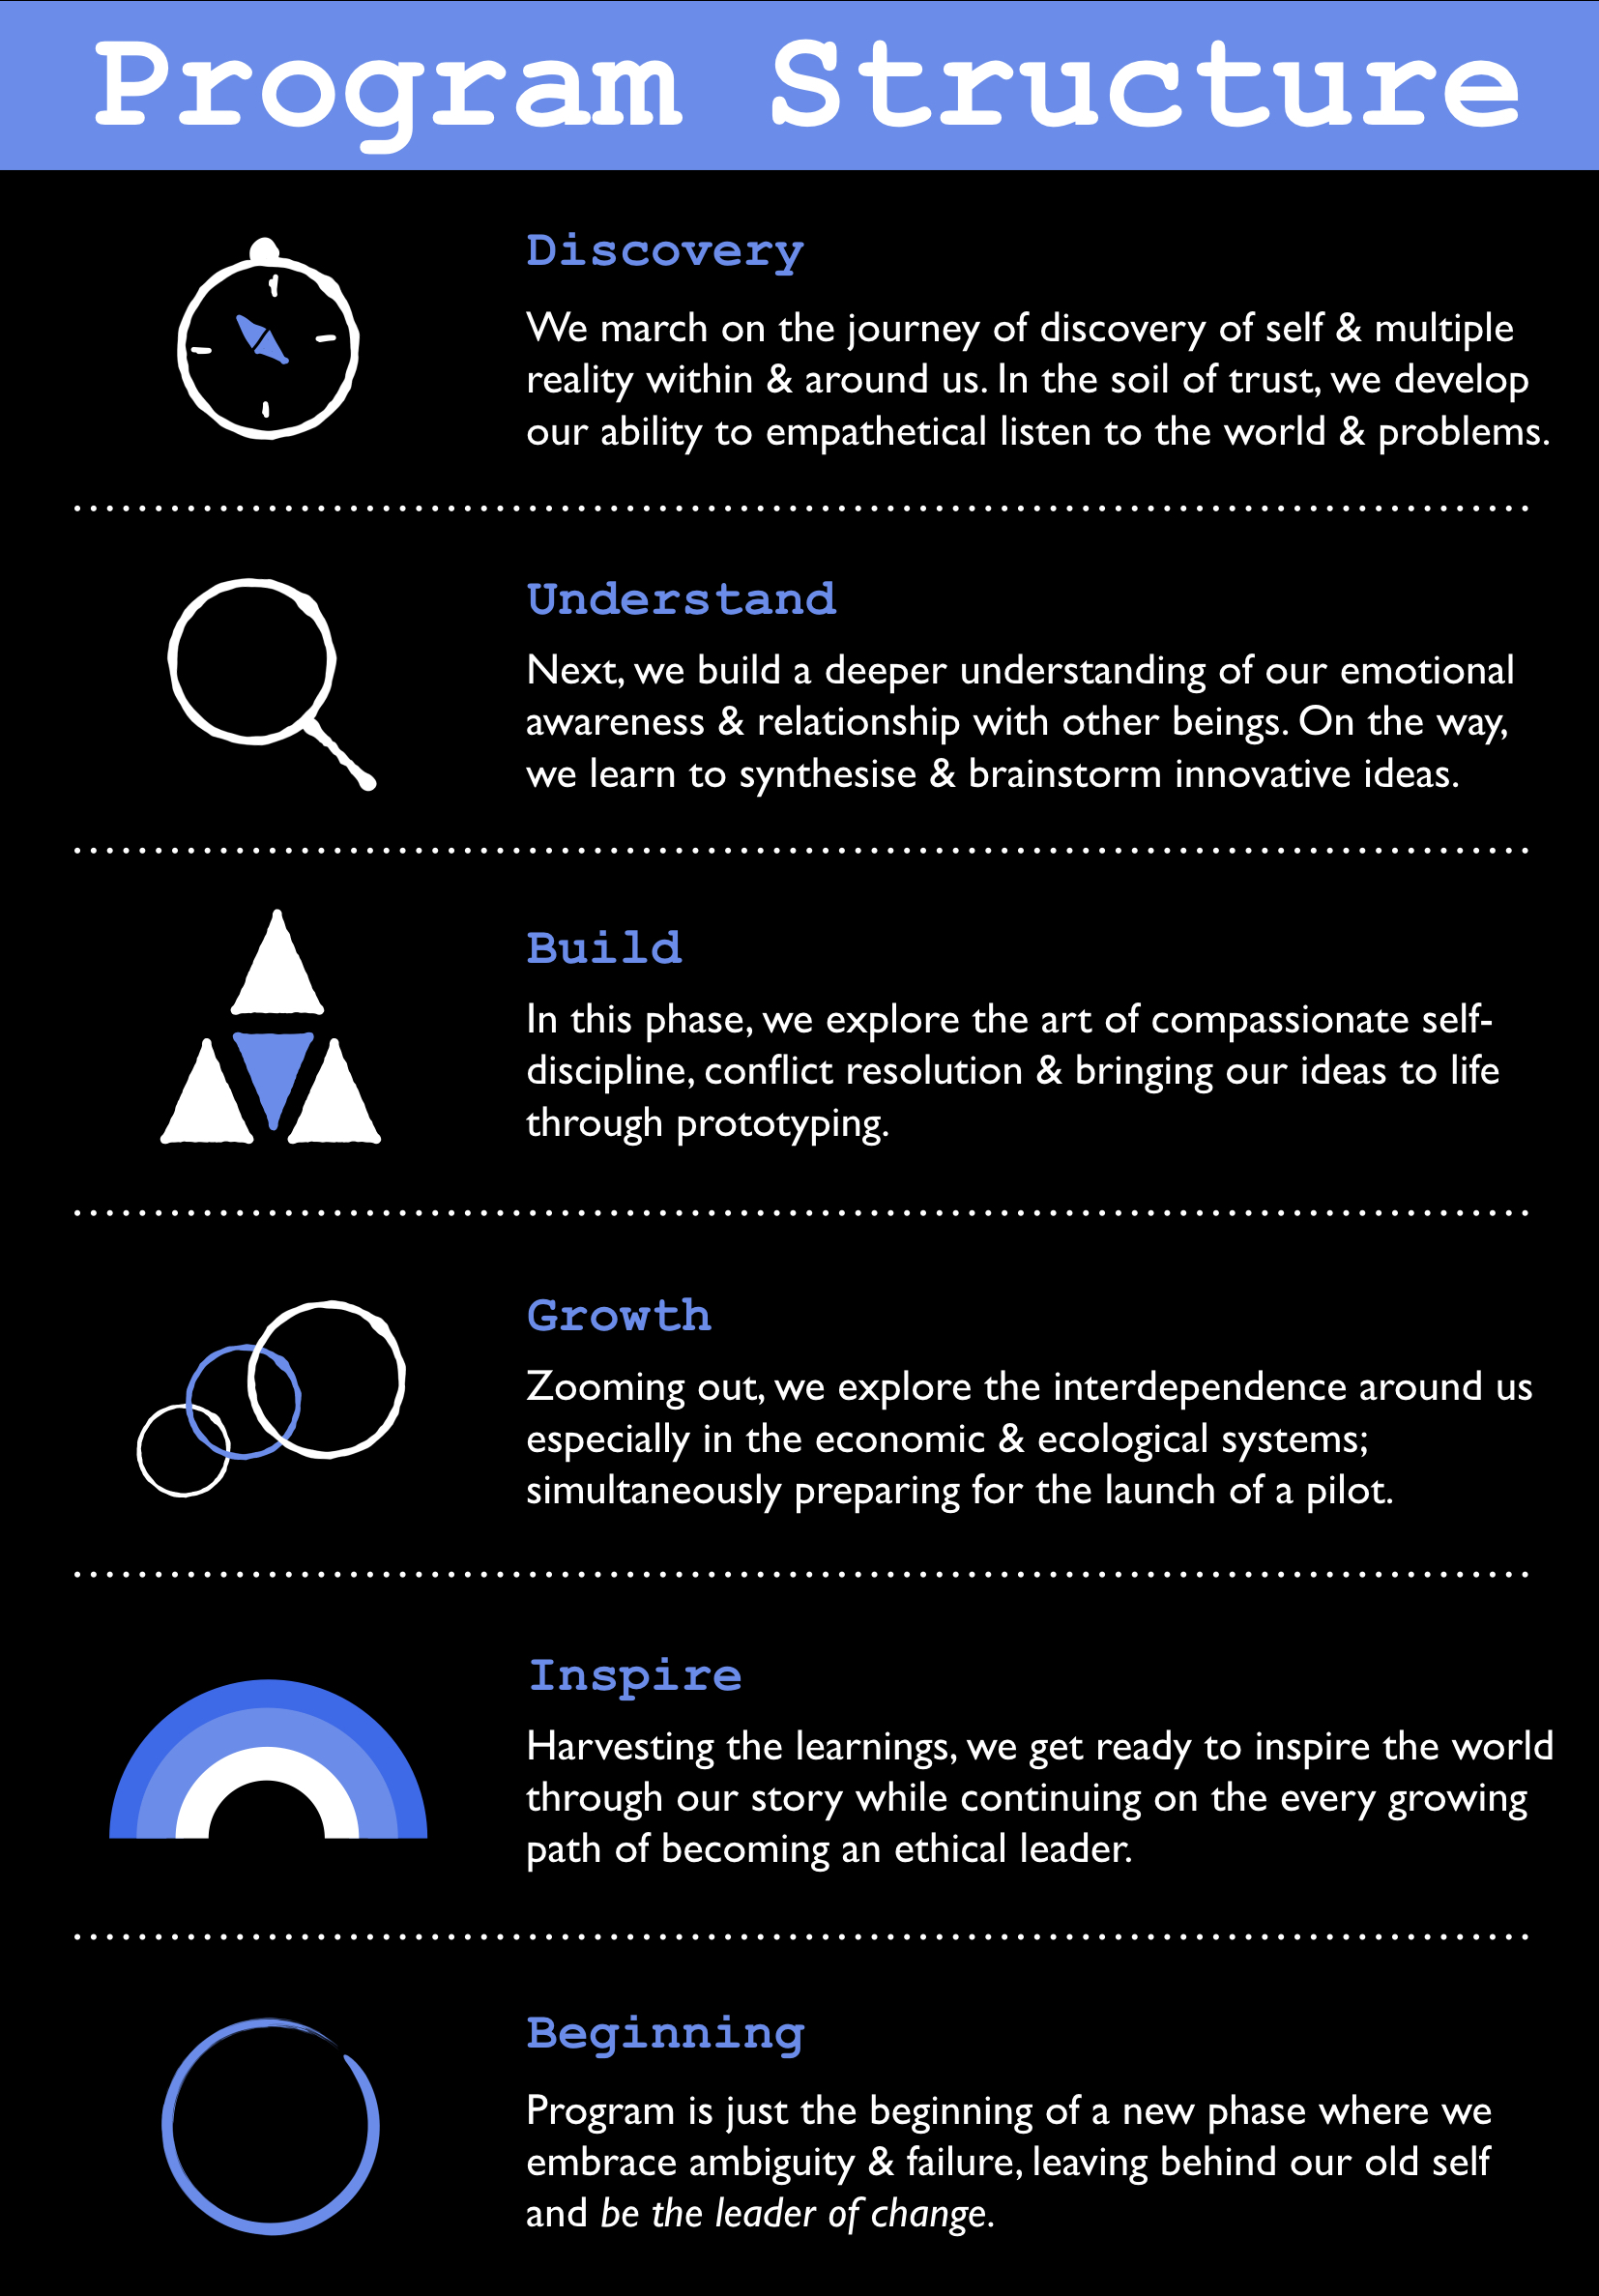 Program Structure
Discovery
We march on the journey of discovery of self & multiple
reality within & around us. In the soil of trust, we develop
our ability to empathetical listen to the world & problems.
Understand
Next, we build a deeper understanding of our emotional
awareness & relationship with other beings. On the way,
we learn to synthesise & brainstorm innovative ideas.
Build
In this phase, we explore the art of compassionate self-
discipline, conflict resolution & bringing our ideas to life
through prototyping.
Growth
Zooming out, we explore the interdependence around us
especially in the economic & ecological systems;
simultaneously preparing for the launch of a pilot.
Inspire
Harvesting the learnings, we get ready to inspire the world
through our story while continuing on the every growing
path of becoming an ethical leader.
Beginning
Program is just the beginning of a new phase where we
embrace ambiguity & failure, leaving behind our old self
and be the leader of change.